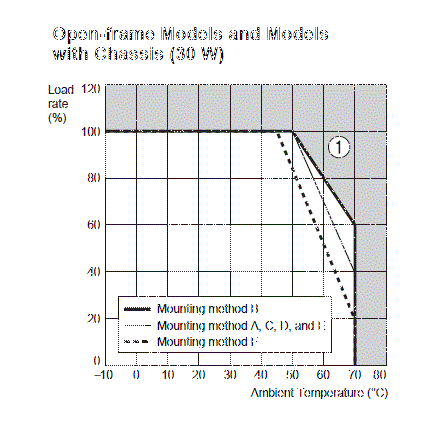 Open-frame Models and Models
with Chassis (30 W)
Load
rate
(%)
120
100
80
60
40
20
0
1
Mounting method B
Mounting method A, C, D, and E
Mounting method F
−10 0 10 20 30 40 50 60 70 80
Ambient Temperature (°C)